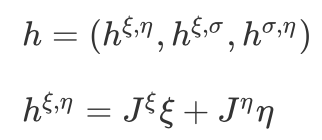 h = (h^{ξ,η}, h^{ξ,σ}, h^{σ,η})
h^{ξ,η} = J^ξ ξ + J^η η